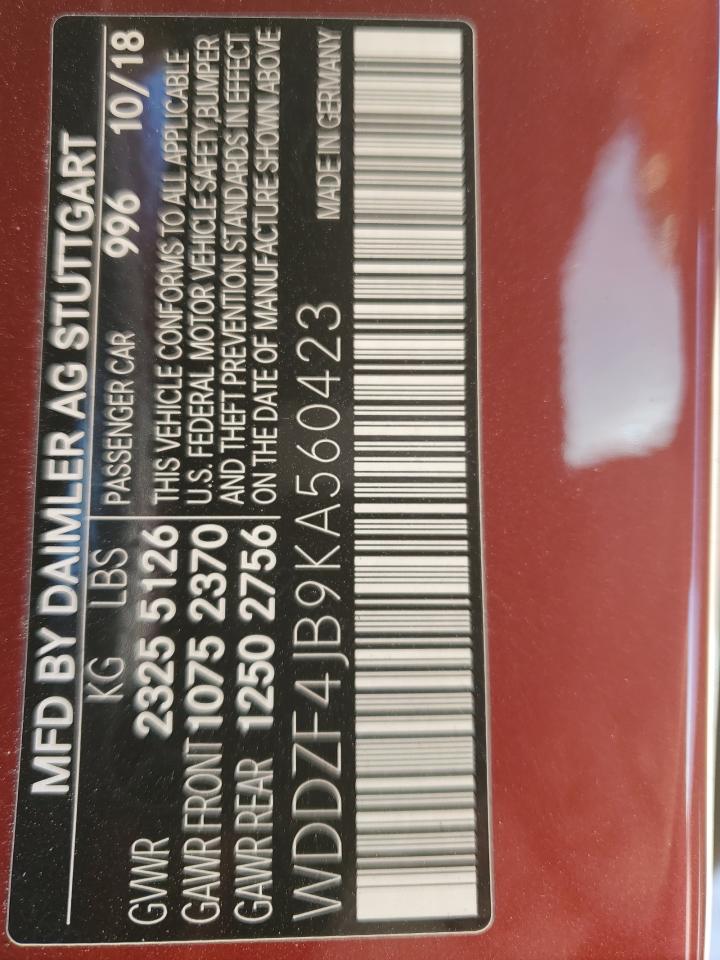 MFD BY DAIMLER AG STUTTGART
KG LBS PASSENGER CAR 996 10/18
GVWR 2325 5126 THIS VEHICLE CONFORMS TO ALL APPLICABLE
GAWR FRONT 1075 2370 U.S. FEDERAL MOTOR VEHICLE SAFETY,BUMPER
GAWR REAR 1250 2756 AND THEFT PREVENTION STANDARDS IN EFFECT
ON THE DATE OF MANUFACTURE SHOWN ABOVE
WDDZF4JB9KA560423 MADE IN GERMANY